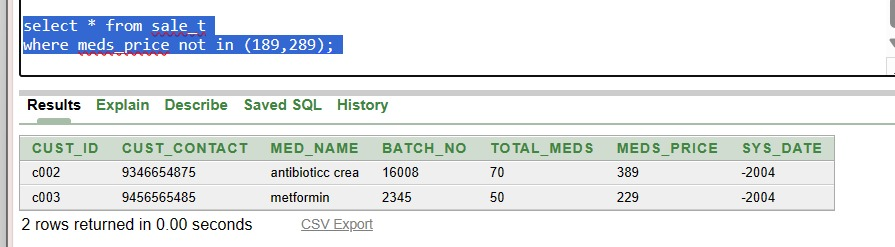 select * from sale_t
where meds_price not in (189,289);
Results Explain Describe Saved SQL History
CUST_ID CUST_CONTACT MED_NAME BATCH_NO TOTAL_MEDS MEDS_PRICE SYS_DATE
c002 9346654875 antibioticc crea 16008 70 389 -2004
c003 9456565485 metformin 2345 50 229 -2004
2 rows returned in 0.00 seconds CSV Export